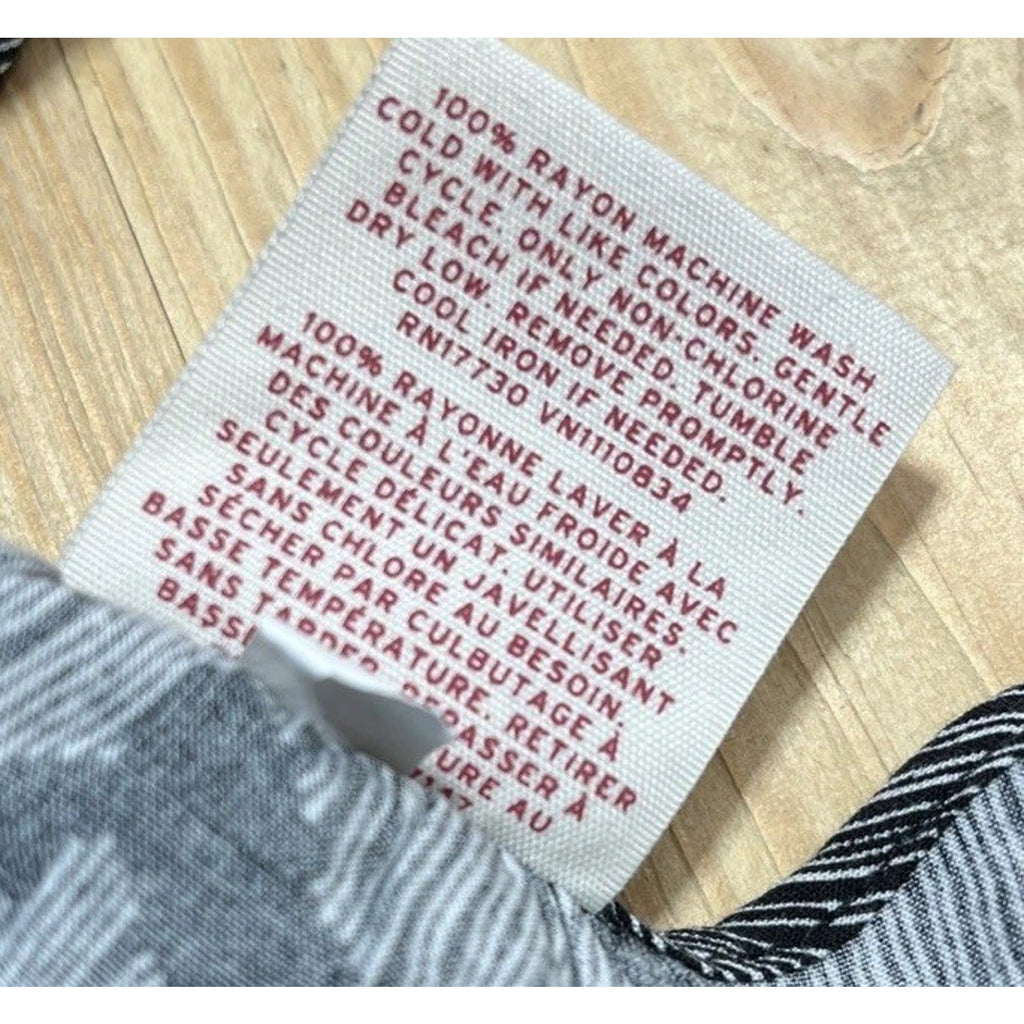 100% RAYON MACHINE WASH
COLD WITH LIKE COLORS. GENTLE
CYCLE. ONLY NON-CHLORINE
BLEACH IF NEEDED. TUMBLE
DRY LOW. REMOVE PROMPTLY.
COOL IRON IF NEEDED.
RN17730 VN1110834
100% RAYONNE LAVER À LA
MACHINE À L'EAU FROIDE AVEC
DES COULEURS SIMILAIRES.
CYCLE DÉLICAT. UTILISER
SEULEMENT UN JAVELLISANT
SANS CHLORE AU BESOIN.
SÉCHER PAR CULBUTAGE À
BASSE TEMPÉRATURE. RETIRER
SANS TARDER. REPASSER À
AU